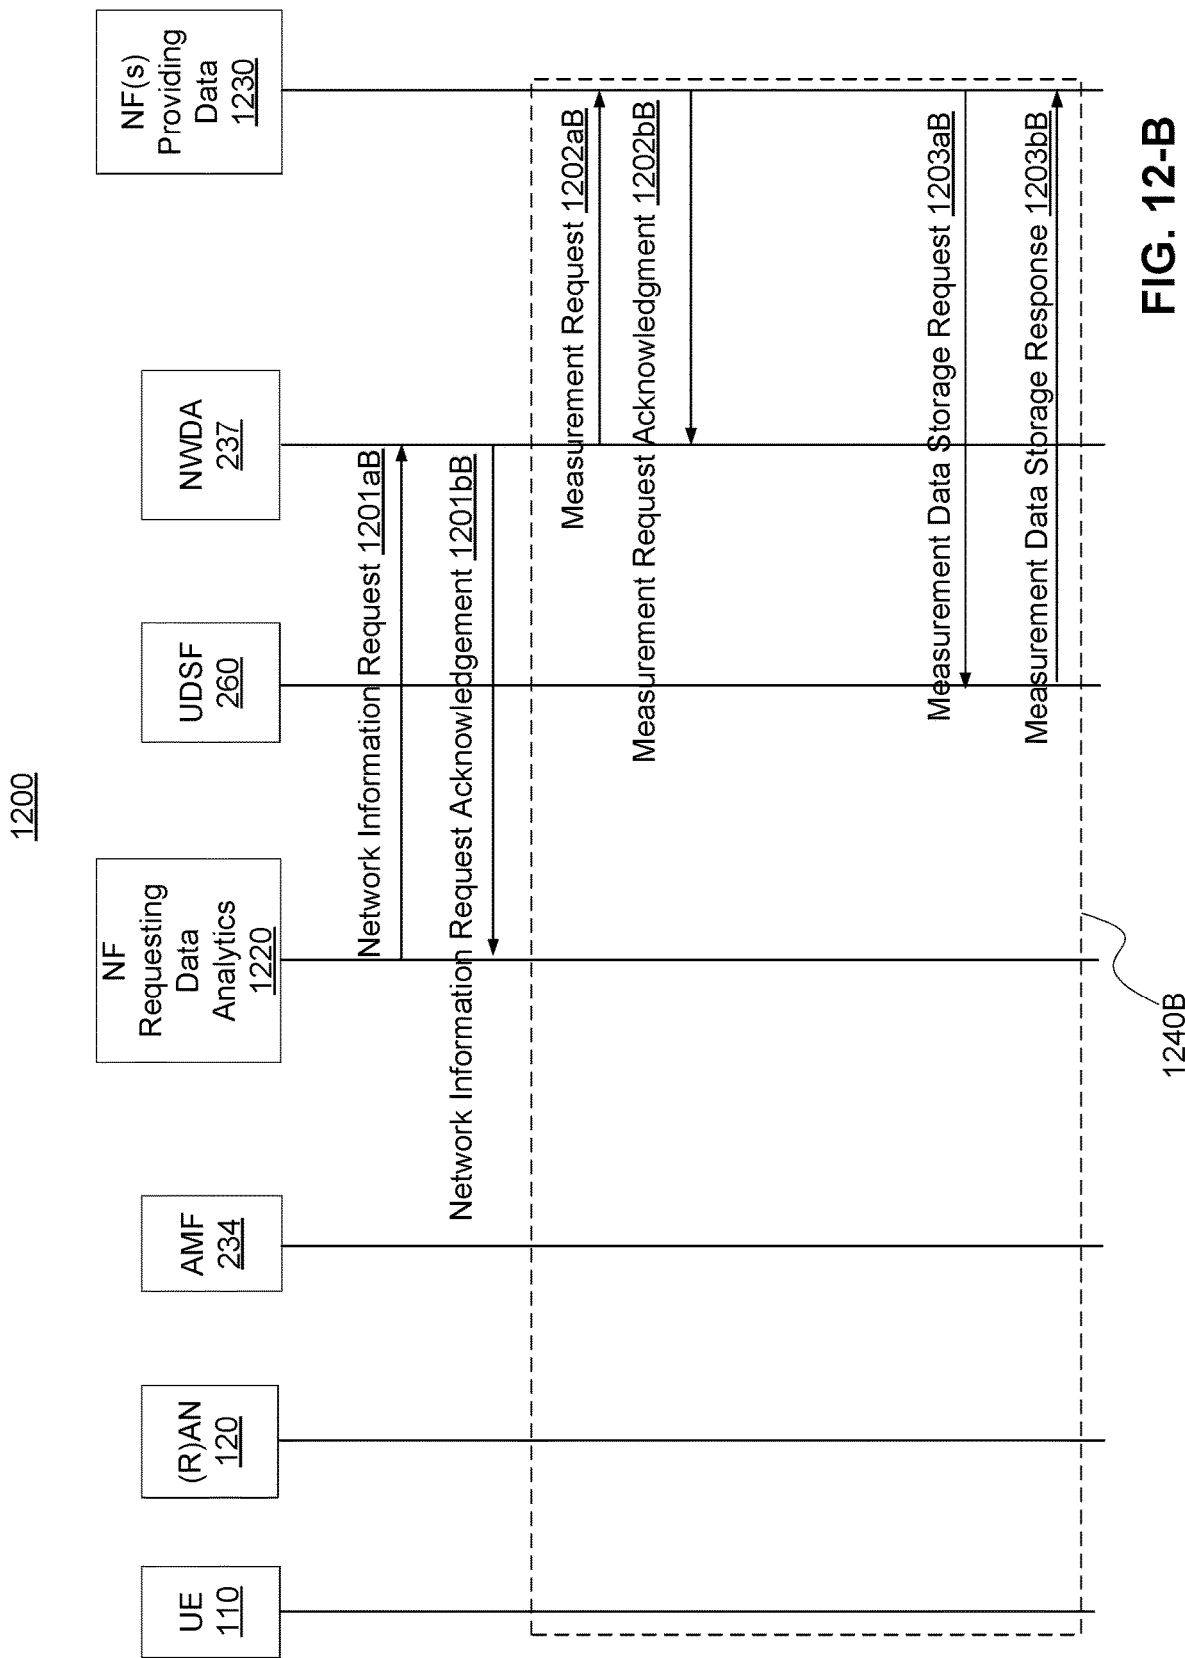 1200
UE
110
(R)AN
120
AMF
234
NF
Requesting
Data
Analytics
1220
UDSF
260
NWDA
237
NF(s)
Providing
Data
1230
Network Information Request 1201aB
Network Information Request Acknowledgement 1201bB
Measurement Request 1202aB
Measurement Request Acknowledgment 1202bB
Measurement Data Storage Request 1203aB
Measurement Data Storage Response 1203bB
1240B
FIG. 12-B